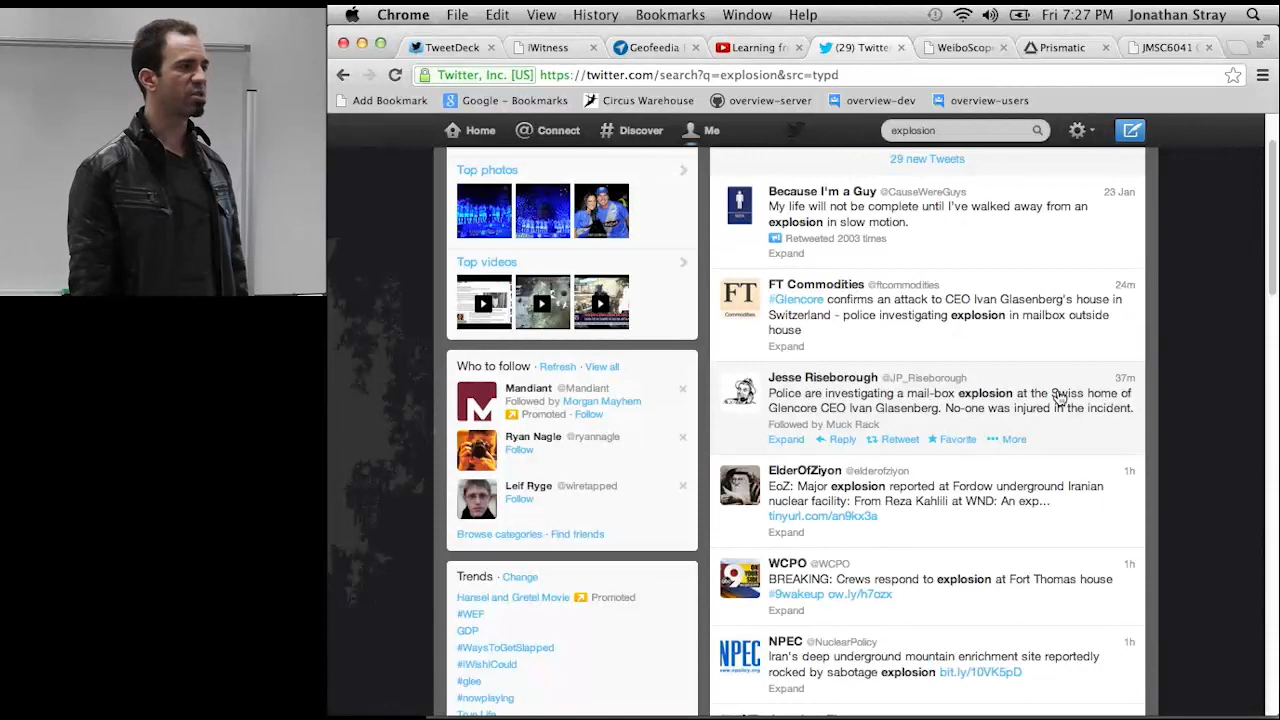 Chrome File Edit View History Bookmarks Window Help Fri 7:27 PM Jonathan Stray
TweetDeck
iWitness
Geofeedia
Learning fr
(29) Twitte
WeiboScop
Prismatic
JMSC6041
Twitter, Inc. [US] https://twitter.com/search?q=explosion&src=typd
Add Bookmark Google - Bookmarks Circus Warehouse overview-server overview-dev overview-users
Home @ Connect # Discover Me explosion
Top photos
Top videos
Who to follow · Refresh · View all
Mandiant @Mandiant
Followed by Morgan Mayhem
Promoted · Follow
Ryan Nagle @ryannagle
Follow
Leif Ryge @wiretapped
Follow
Browse categories · Find friends
Trends · Change
Hansel and Gretel Movie Promoted
#WEF
GDP
#WaysToGetSlapped
#iWishiCould
#glee
#nowplaying
True Life
29 new Tweets
Because I'm a Guy @CauseWereGuys 23 Jan
My life will not be complete until I've walked away from an
explosion in slow motion.
Retweeted 2003 times
Expand
FT
Commodities
FT Commodities @ftcommodities 24m
#Glencore confirms an attack to CEO Ivan Glasenberg's house in
Switzerland - police investigating explosion in mailbox outside
house
Expand
Jesse Riseborough @JP_Riseborough 37m
Police are investigating a mail-box explosion at the Swiss home of
Glencore CEO Ivan Glasenberg. No-one was injured in the incident.
Followed by Muck Rack
Expand Reply Retweet Favorite More
ElderOfZiyon @elderofziyon 1h
EoZ: Major explosion reported at Fordow underground Iranian
nuclear facility: From Reza Kahlili at WND: An exp...
tinyurl.com/an9kx3a
Expand
9
WCPO @WCPO 1h
BREAKING: Crews respond to explosion at Fort Thomas house
#9wakeup ow.ly/h7ozx
Expand
NPEC
NPEC @NuclearPolicy 1h
Iran's deep underground mountain enrichment site reportedly
rocked by sabotage explosion bit.ly/10VK5pD
Expand